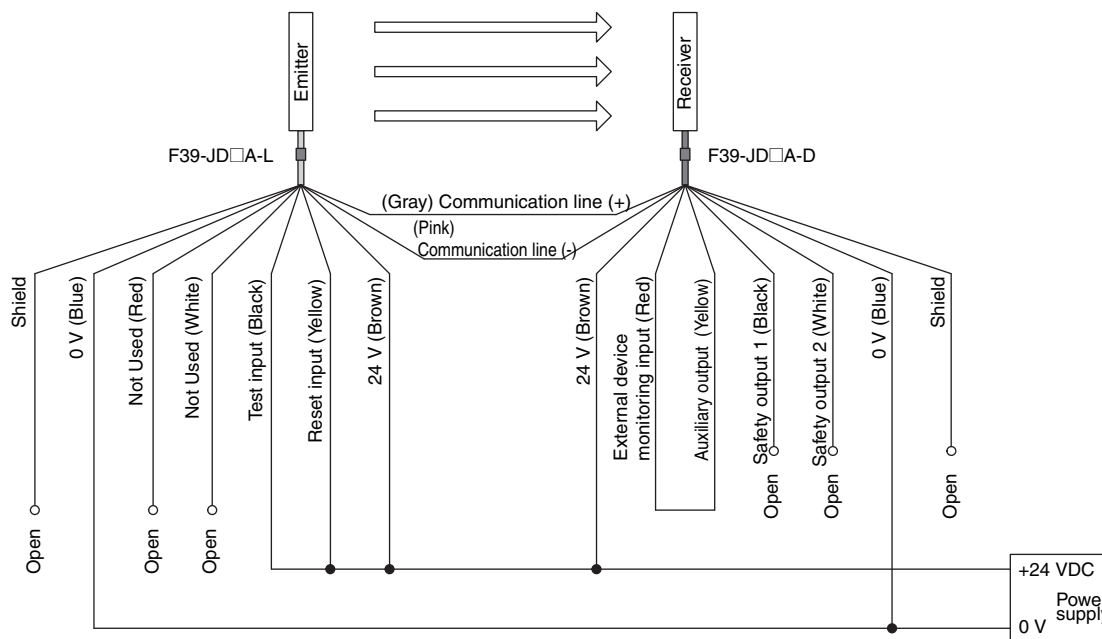 Emitter
Receiver
F39-JD□A-L
F39-JD□A-D
(Gray) Communication line (+)
(Pink)
Communication line (-)
Shield
0 V (Blue)
Not Used (Red)
Not Used (White)
Test input (Black)
Reset input (Yellow)
24 V (Brown)
24 V (Brown)
External device
monitoring input (Red)
Auxiliary output (Yellow)
Safety output 1 (Black)
Safety output 2 (White)
0 V (Blue)
Shield
Open
Open
Open
Open
Open
Open
+24 VDC
Power
supply
0 V